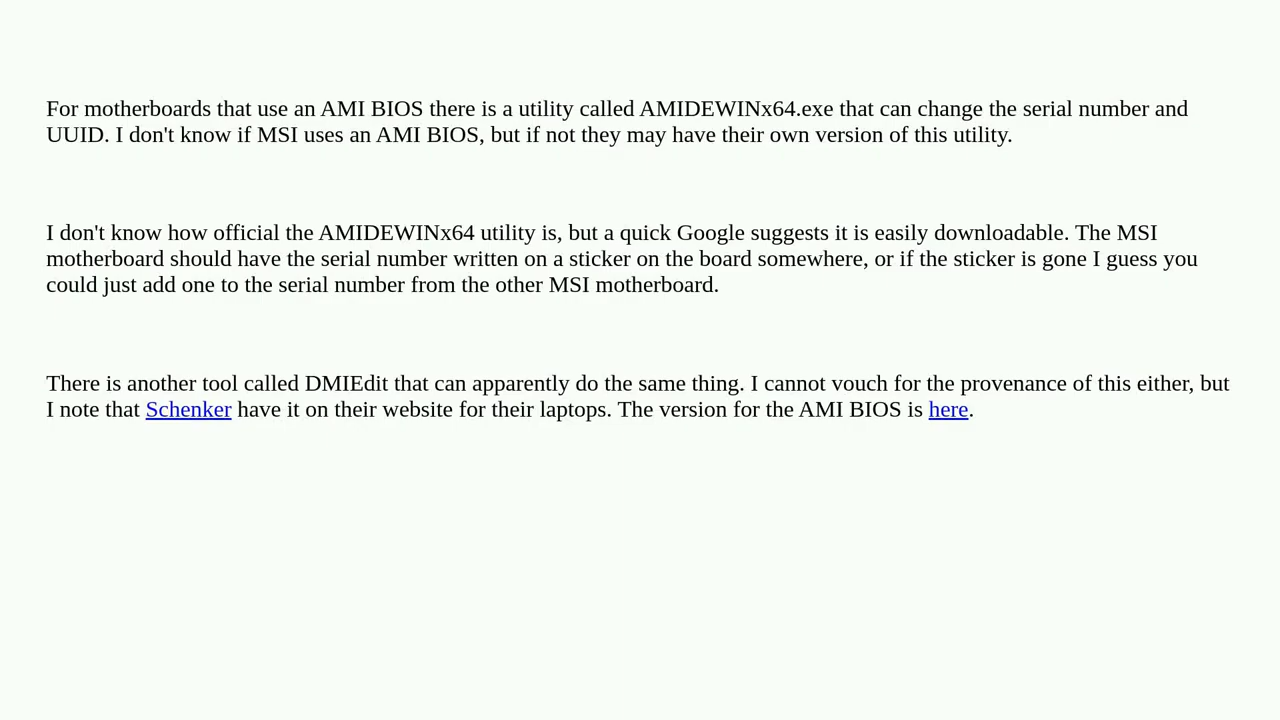 For motherboards that use an AMI BIOS there is a utility called AMIDEWINx64.exe that can change the serial number and
UUID. I don't know if MSI uses an AMI BIOS, but if not they may have their own version of this utility.
I don't know how official the AMIDEWINx64 utility is, but a quick Google suggests it is easily downloadable. The MSI
motherboard should have the serial number written on a sticker on the board somewhere, or if the sticker is gone I guess you
could just add one to the serial number from the other MSI motherboard.
There is another tool called DMIEdit that can apparently do the same thing. I cannot vouch for the provenance of this either, but
I note that Schenker have it on their website for their laptops. The version for the AMI BIOS is here.